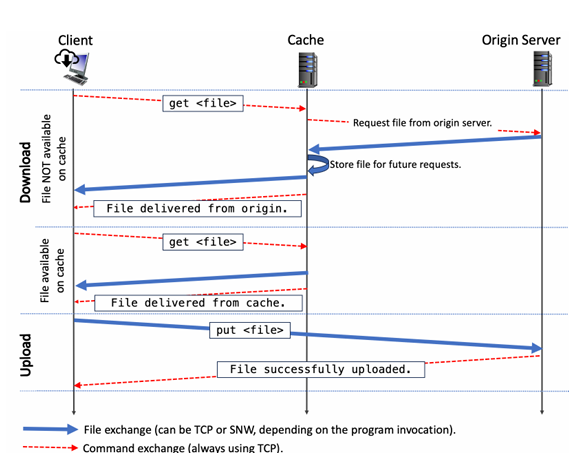 Client
Cache
Origin Server
Download
File NOT available
on cache
get <file>
Request file from origin server.
Store file for future requests.
File delivered from origin.
File available
on cache
get <file>
File delivered from cache.
Upload
put <file>
File successfully uploaded.
File exchange (can be TCP or SNW, depending on the program invocation).
Command exchange (always using TCP).